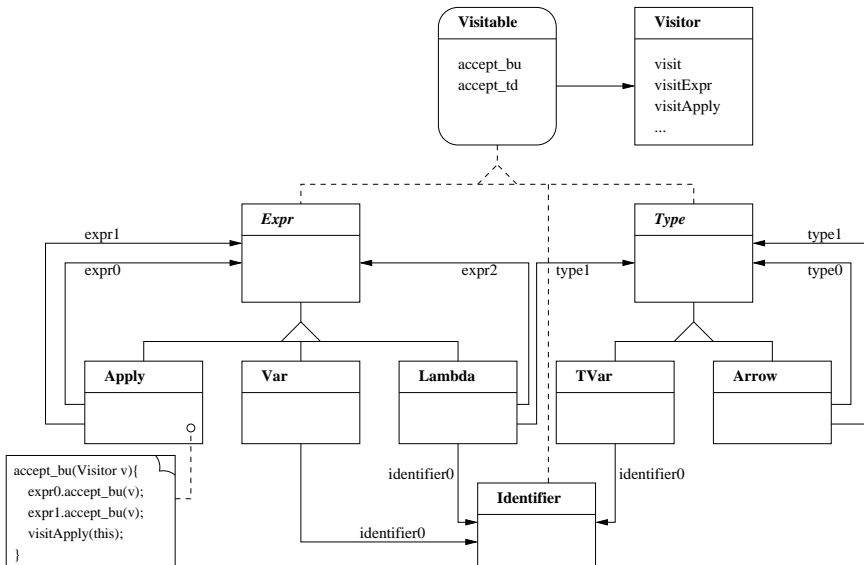 Visitable
Visitor
accept_bu
accept_td
visit
visitExpr
visitApply
...
Expr
Type
expr1
type1
expr0
expr2
type1
type0
Apply
Var
Lambda
TVar
Arrow
accept_bu(Visitor v){
expr0.accept_bu(v);
expr1.accept_bu(v);
visitApply(this);
}
identifier0
identifier0
Identifier
identifier0